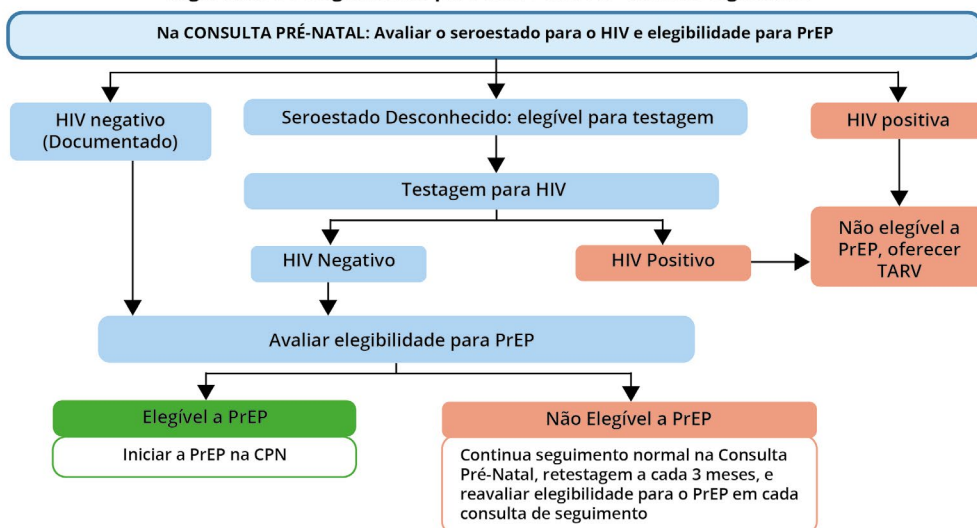 Na CONSULTA PRÉ-NATAL: Avaliar o seroestado para o HIV e elegibilidade para PrEP
HIV negativo
(Documentado)
Seroestado Desconhecido: elegível para testagem
HIV positiva
Testagem para HIV
Não elegível a
PrEP, oferecer
TARV
HIV Negativo
HIV Positivo
Avaliar elegibilidade para PrEP
Elegível a PrEP
Iniciar a PrEP na CPN
Não Elegível a PrEP
Continua seguimento normal na Consulta
Pré-Natal, retestagem a cada 3 meses, e
reavaliar elegibilidade para o PrEP em cada
consulta de seguimento